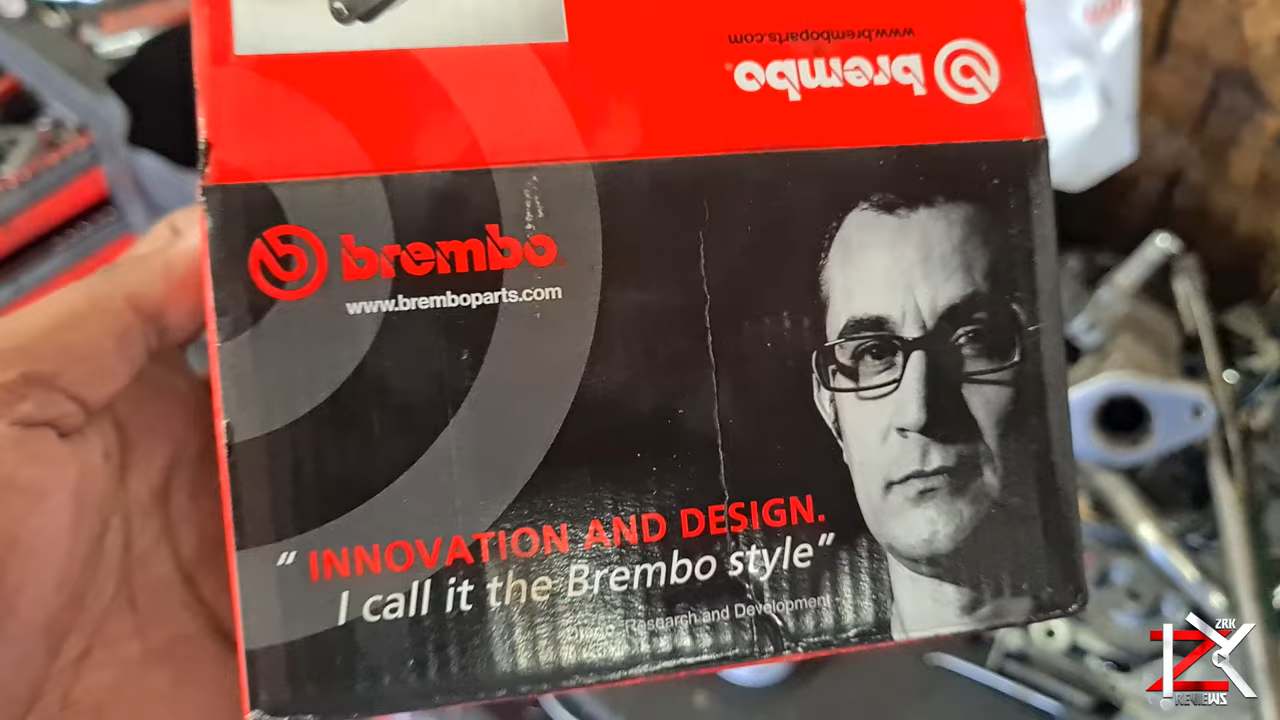 www.bremboparts.com
brembo
brembo
www.bremboparts.com
“ INNOVATION AND DESIGN.
I call it the Brembo style”
Research and Development
ZRK
REVIEWS